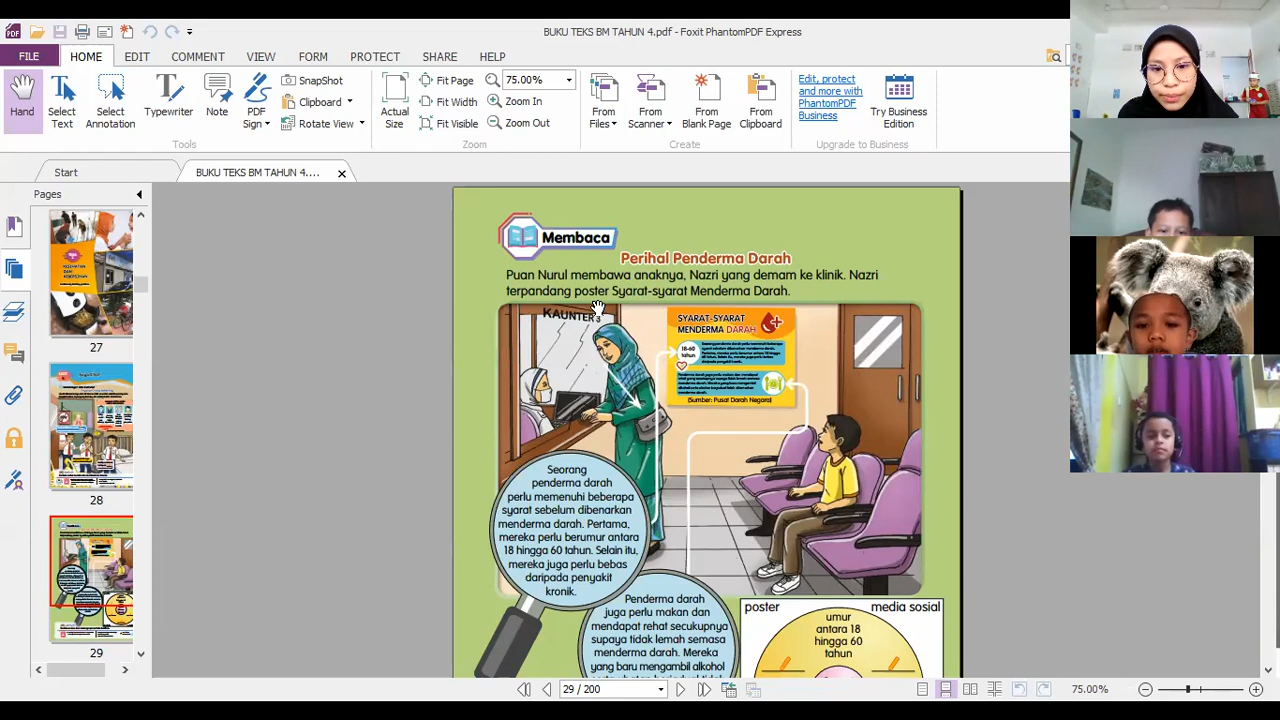 BUKU TEKS BM TAHUN 4.pdf - Foxit PhantomPDF Express
FILE HOME EDIT COMMENT VIEW FORM PROTECT SHARE HELP
Hand
Select Text
Select Annotation
Typewriter
Note
PDF Sign
SnapShot
Clipboard
Rotate View
Tools
Actual Size
Fit Page
Fit Width
Fit Visible
75.00%
Zoom In
Zoom Out
Zoom
From Files
From Scanner
From Blank Page
From Clipboard
Create
Edit, protect
and more with
PhantomPDF
Business
Try Business Edition
Upgrade to Business
Start
BUKU TEKS BM TAHUN 4....
Pages
27
28
29
Membaca
Perihal Penderma Darah
Puan Nurul membawa anaknya, Nazri yang demam ke klinik. Nazri
terpandang poster Syarat-syarat Menderma Darah.
KAUNTER 3
SYARAT-SYARAT
MENDERMA DARAH
18-60
tahun
(Sumber: Pusat Darah Negara)
Seorang
penderma darah
perlu memenuhi beberapa
syarat sebelum dibenarkan
menderma darah. Pertama,
mereka perlu berumur antara
18 hingga 60 tahun. Selain itu,
mereka juga perlu bebas
daripada penyakit
kronik.
Penderma darah
juga perlu makan dan
mendapat rehat secukupnya
supaya tidak lemah semasa
menderma darah. Mereka
yang baru mengambil alkohol
poster media sosial
umur
antara 18
hingga 60
tahun
29 / 200
75.00%